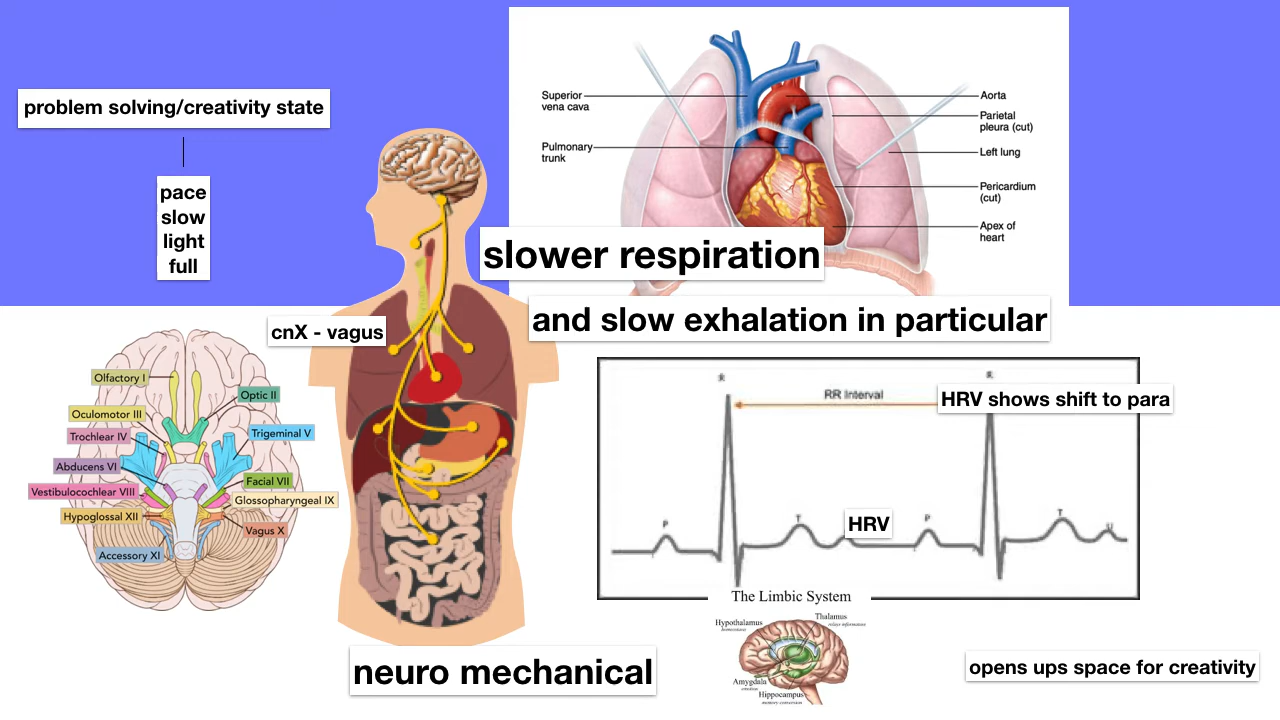 problem solving/creativity state
pace
slow
light
full
Superior
vena cava
Pulmonary
trunk
Aorta
Parietal
pleura (cut)
Left lung
Pericardium
(cut)
Apex of
heart
slower respiration
and slow exhalation in particular
cnX - vagus
Olfactory I
Optic II
Oculomotor III
Trochlear IV
Trigeminal V
Abducens VI
Facial VII
Vestibulocochlear VIII
Glossopharyngeal IX
Hypoglossal XII
Vagus X
Accessory XI
R
RR Interval
R
HRV shows shift to para
P
T
HRV
P
T
U
The Limbic System
Hypothalamus
homeostasis
Thalamus
Amygdala
emotion
Hippocampus
memory conversion
neuro mechanical
opens ups space for creativity